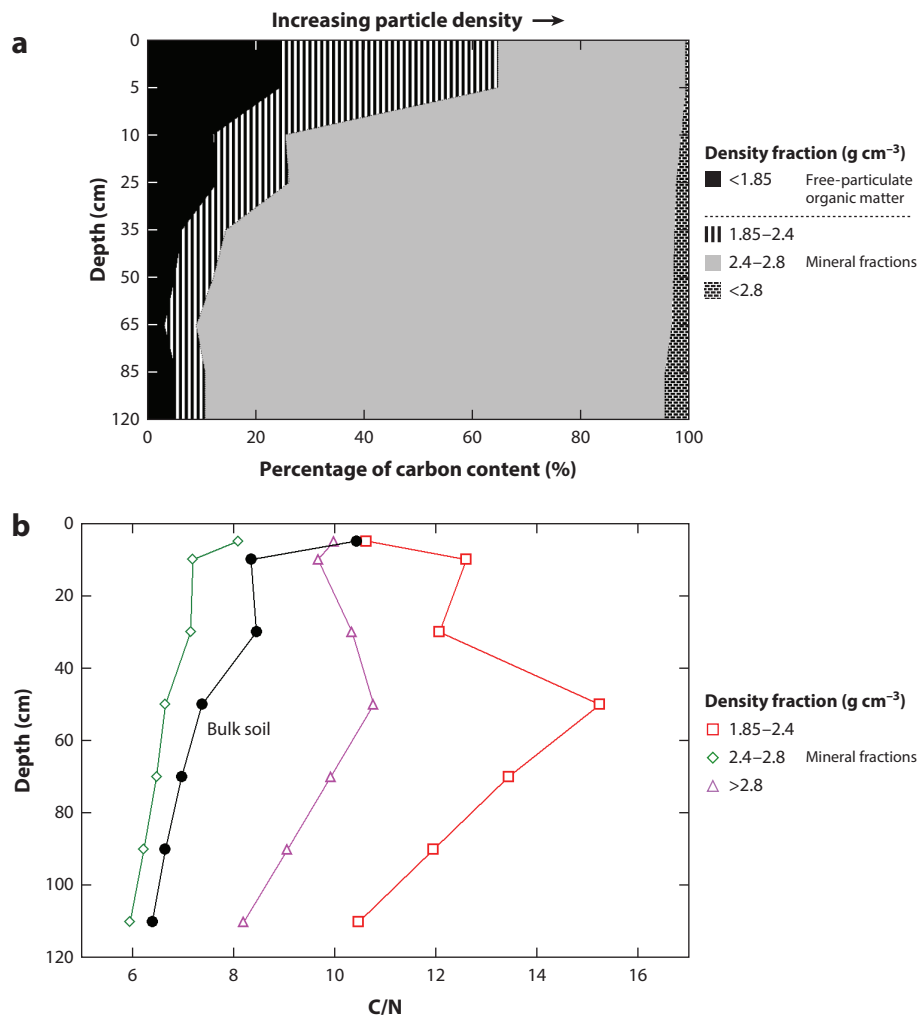 Increasing particle density →
a
0
5
10
25
35
50
65
85
120
Depth (cm)
0
20
40
60
80
100
Percentage of carbon content (%)
Density fraction (g cm⁻³)
<1.85 Free-particulate
organic matter
1.85–2.4
2.4–2.8 Mineral fractions
<2.8
b
0
20
40
60
80
100
120
Depth (cm)
Bulk soil
6
8
10
12
14
16
C/N
Density fraction (g cm⁻³)
1.85–2.4
2.4–2.8 Mineral fractions
>2.8